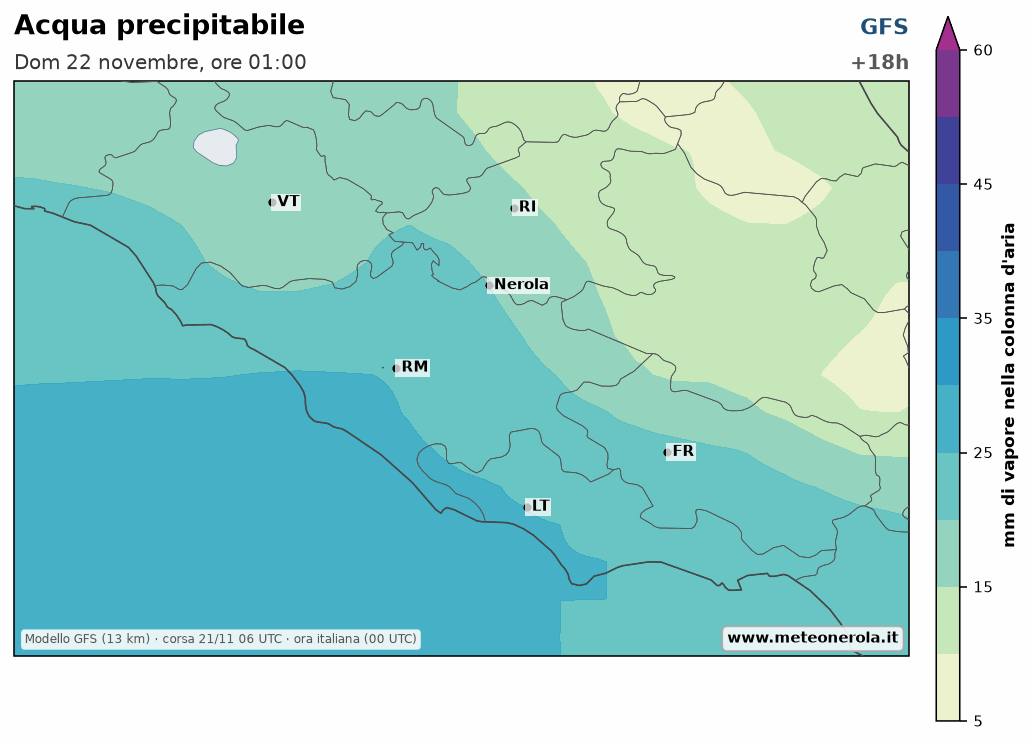 Acqua precipitabile
GFS
Dom 22 novembre, ore 01:00
+18h
VT
RI
Nerola
RM
FR
LT
Modello GFS (13 km) · corsa 21/11 06 UTC · ora italiana (00 UTC)
www.meteonerola.it
60
45
35
25
15
5
mm di vapore nella colonna d'aria